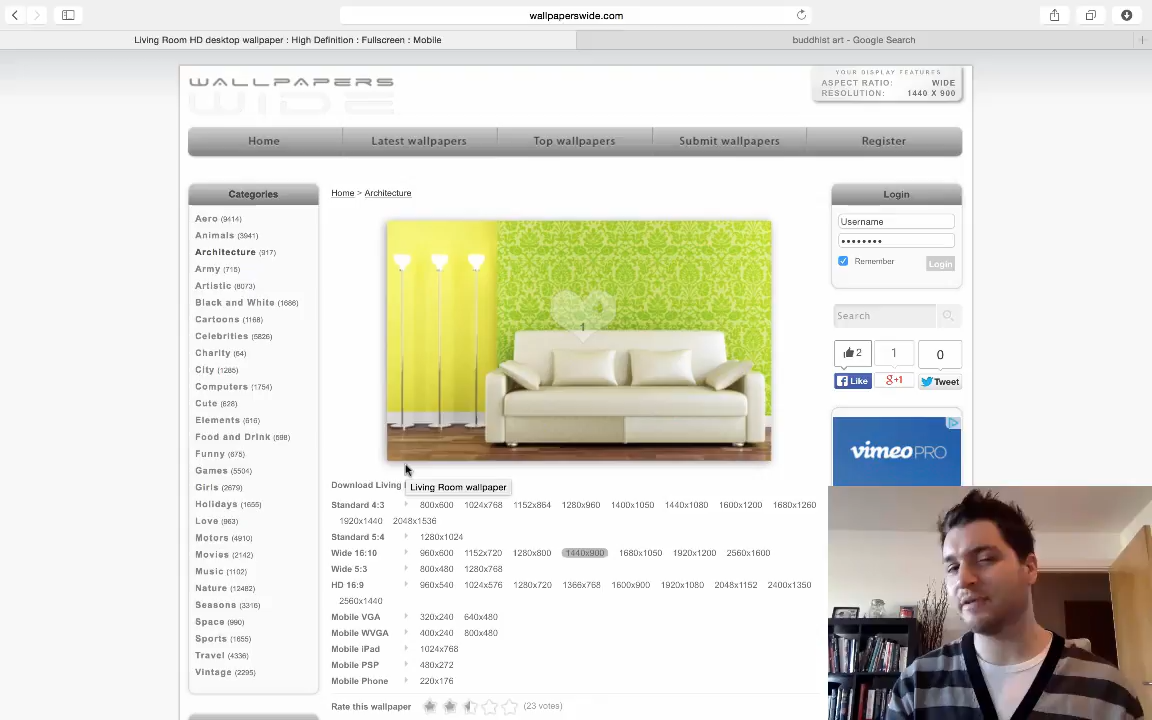 wallpaperswide.com
Living Room HD desktop wallpaper : High Definition : Fullscreen : Mobile
buddhist art - Google Search
WALLPAPERS
WIDE
YOUR DISPLAY FEATURES
ASPECT RATIO: WIDE
RESOLUTION: 1440 X 900
Home
Latest wallpapers
Top wallpapers
Submit wallpapers
Register
Categories
Aero (9414)
Animals (3941)
Architecture (917)
Army (715)
Artistic (8073)
Black and White (1686)
Cartoons (1168)
Celebrities (5826)
Charity (64)
City (1285)
Computers (1754)
Cute (628)
Elements (616)
Food and Drink (698)
Funny (675)
Games (5504)
Girls (2679)
Holidays (1655)
Love (963)
Motors (4910)
Movies (2142)
Music (1102)
Nature (12482)
Seasons (3316)
Space (990)
Sports (1655)
Travel (4336)
Vintage (2295)
Home > Architecture
1
Download Living
Living Room wallpaper
Standard 4:3 800x600 1024x768 1152x864 1280x960 1400x1050 1440x1080 1600x1200 1680x1260
1920x1440 2048x1536
Standard 5:4 1280x1024
Wide 16:10 960x600 1152x720 1280x800 1440x900 1680x1050 1920x1200 2560x1600
Wide 5:3 800x480 1280x768
HD 16:9 960x540 1024x576 1280x720 1366x768 1600x900 1920x1080 2048x1152 2400x1350
2560x1440
Mobile VGA 320x240 640x480
Mobile WVGA 400x240 800x480
Mobile iPad 1024x768
Mobile PSP 480x272
Mobile Phone 220x176
Rate this wallpaper (23 votes)
Login
Username
Remember
Login
Search
2 1 0
Like +1 Tweet
vimeo PRO